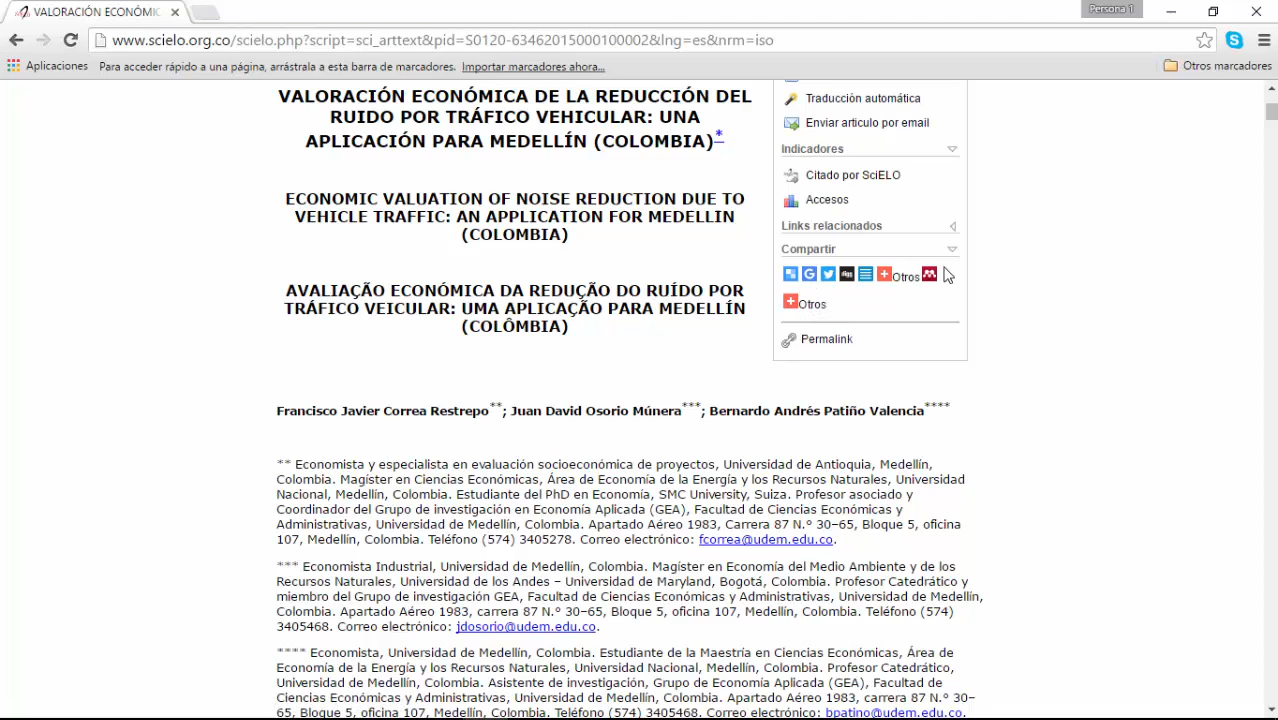 VALORACIÓN ECONÓMIC
Persona 1
www.scielo.org.co/scielo.php?script=sci_arttext&pid=S0120-63462015000100002&lng=es&nrm=iso
Aplicaciones Para acceder rápido a una página, arrástrala a esta barra de marcadores. Importar marcadores ahora... Otros marcadores
VALORACIÓN ECONÓMICA DE LA REDUCCIÓN DEL
RUIDO POR TRÁFICO VEHICULAR: UNA
APLICACIÓN PARA MEDELLÍN (COLOMBIA)*
ECONOMIC VALUATION OF NOISE REDUCTION DUE TO
VEHICLE TRAFFIC: AN APPLICATION FOR MEDELLIN
(COLOMBIA)
AVALIAÇÃO ECONÓMICA DA REDUÇÃO DO RUÍDO POR
TRÁFICO VEICULAR: UMA APLICAÇÃO PARA MEDELLÍN
(COLÔMBIA)
Traducción automática
Enviar articulo por email
Indicadores
Citado por SciELO
Accesos
Links relacionados
Compartir
Otros
Otros
Permalink
Francisco Javier Correa Restrepo**; Juan David Osorio Múnera***; Bernardo Andrés Patiño Valencia****
** Economista y especialista en evaluación socioeconómica de proyectos, Universidad de Antioquia, Medellín,
Colombia. Magíster en Ciencias Económicas, Área de Economía de la Energía y los Recursos Naturales, Universidad
Nacional, Medellín, Colombia. Estudiante del PhD en Economía, SMC University, Suiza. Profesor asociado y
Coordinador del Grupo de investigación en Economía Aplicada (GEA), Facultad de Ciencias Económicas y
Administrativas, Universidad de Medellín, Colombia. Apartado Aéreo 1983, Carrera 87 N.° 30–65, Bloque 5, oficina
107, Medellín, Colombia. Teléfono (574) 3405278. Correo electrónico: fcorrea@udem.edu.co.
*** Economista Industrial, Universidad de Medellín, Colombia. Magíster en Economía del Medio Ambiente y de los
Recursos Naturales, Universidad de los Andes – Universidad de Maryland, Bogotá, Colombia. Profesor Catedrático y
miembro del Grupo de investigación GEA, Facultad de Ciencias Económicas y Administrativas, Universidad de Medellín,
Colombia. Apartado Aéreo 1983, carrera 87 N.° 30–65, Bloque 5, oficina 107, Medellín, Colombia. Teléfono (574)
3405468. Correo electrónico: jdosorio@udem.edu.co.
**** Economista, Universidad de Medellín, Colombia. Estudiante de la Maestría en Ciencias Económicas, Área de
Economía de la Energía y los Recursos Naturales, Universidad Nacional, Medellín, Colombia. Profesor Catedrático,
Universidad de Medellín, Colombia. Asistente de investigación, Grupo de Economía Aplicada (GEA), Facultad de
Ciencias Económicas y Administrativas, Universidad de Medellín, Colombia. Apartado Aéreo 1983, carrera 87 N.° 30–
65, Bloque 5, oficina 107, Medellín, Colombia. Teléfono (574) 3405468. Correo electrónico: bpatino@udem.edu.co.